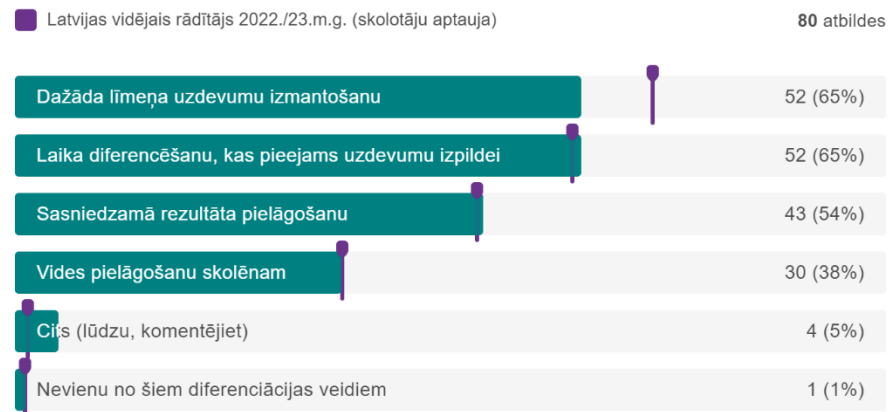 Latvijas vidējais rādītājs 2022./23.m.g. (skolotāju aptauja) 80 atbildes
Dažāda līmeņa uzdevumu izmantošanu 52 (65%)
Laika diferencēšanu, kas pieejams uzdevumu izpildei 52 (65%)
Sasniedzamā rezultāta pielāgošanu 43 (54%)
Vides pielāgošanu skolēnam 30 (38%)
Cits (lūdzu, komentējiet) 4 (5%)
Nevienu no šiem diferenciācijas veidiem 1 (1%)